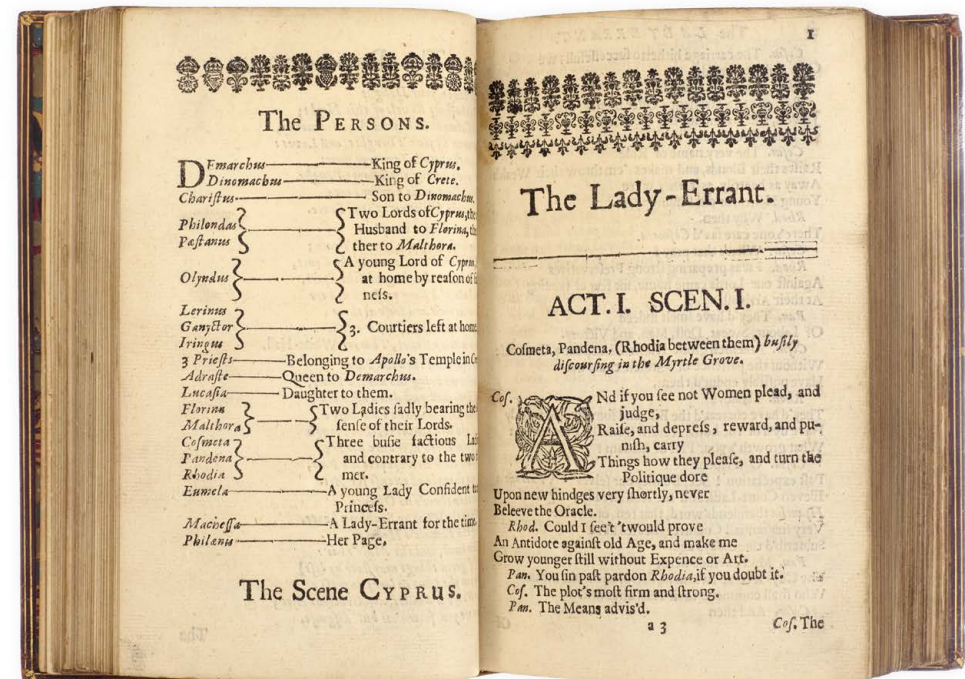 The PERSONS.
DEmarchus King of Cyprus.
Dinomachus King of Crete.
Chariſtus Son to Dinomachus.
Philondas
Pæſtanus
Two Lords of Cyprus, the
Husband to Florina, th
ther to Malthora.
Olyndus
A young Lord of Cyprus,
at home by reaſon of
neſs.
Lerinus
Ganyctor
Iringus
3. Courtiers left at home
3 Prieſts Belonging to Apollo's Temple in
Adraſte Queen to Demarchus.
Lucaſia Daughter to them.
Florina
Malthora
Two Ladies ſadly bearing the
ſenſe of their Lords.
Coſmeta
Pandena
Rhodia
Three buſie factious
and contrary to the two
mer.
Eumela A young Lady Confident
Princeſs.
Macheſſa A Lady-Errant for the time.
Philænis Her Page,
The Scene CYPRUS.
The
1
The Lady-Errant.
ACT. I. SCEN. I.
Coſmeta, Pandena, (Rhodia between them) buſily
diſcourſing in the Myrtle Grove.
Coſ. ANd if you ſee not Women plead, and
judge,
Raiſe, and depreſs, reward, and pu-
niſh, carry
Things how they pleaſe, and turn the
Politique dore
Upon new hindges very ſhortly, never
Beleeve the Oracle.
Rhod. Could I ſee't 'twould prove
An Antidote againſt old Age, and make me
Grow younger ſtill without Expence or Art.
Pan. You ſin paſt pardon Rhodia, if you doubt it.
Coſ. The plot's moſt firm and ſtrong.
Pan. The Means advis'd.
a 3 Coſ. The